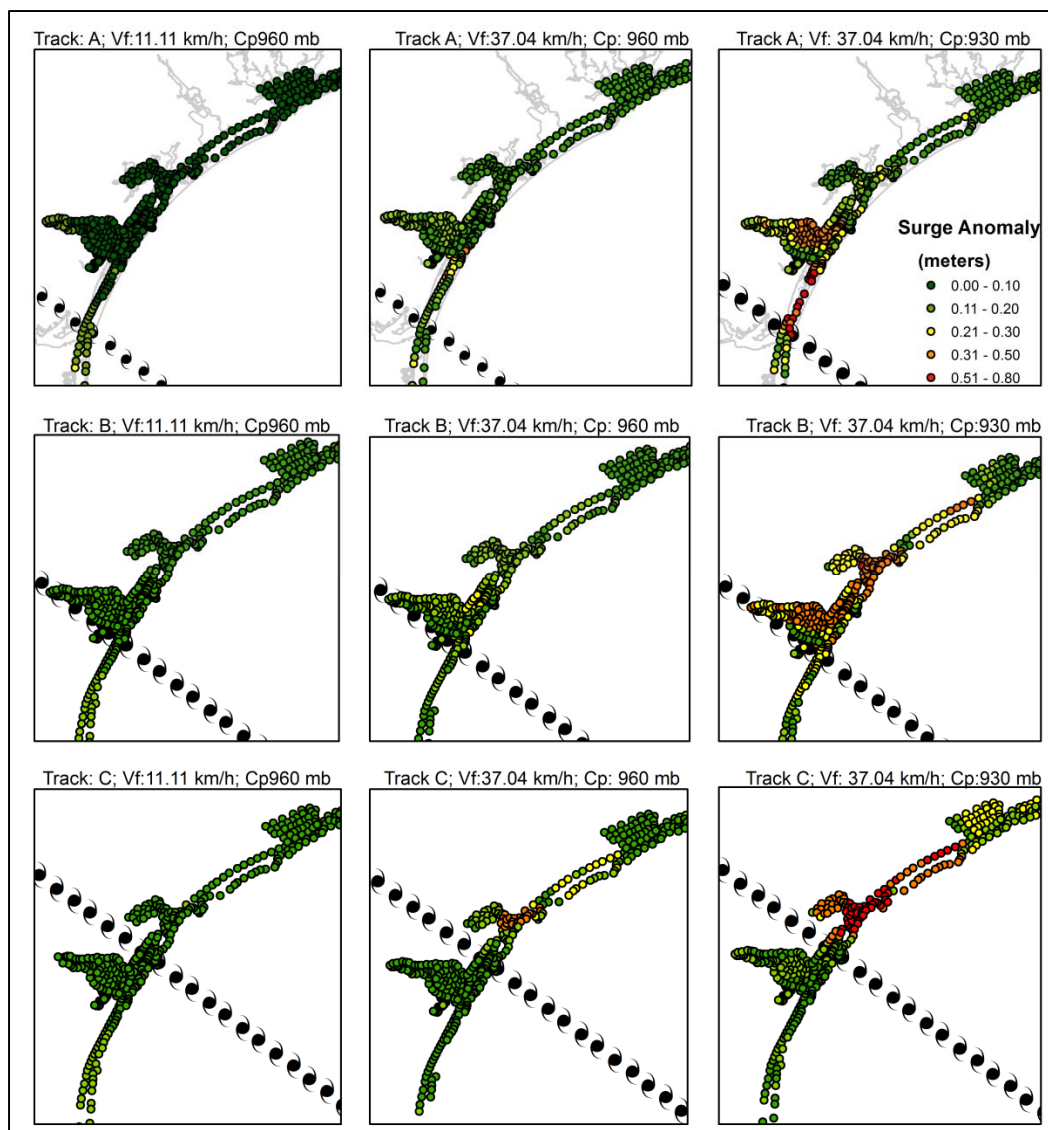 Track: A; Vf:11.11 km/h; Cp960 mb
Track A; Vf:37.04 km/h; Cp: 960 mb
Track A; Vf: 37.04 km/h; Cp:930 mb
Surge Anomaly
(meters)
0.00 - 0.10
0.11 - 0.20
0.21 - 0.30
0.31 - 0.50
0.51 - 0.80
Track: B; Vf:11.11 km/h; Cp960 mb
Track B; Vf:37.04 km/h; Cp: 960 mb
Track B; Vf: 37.04 km/h; Cp:930 mb
Track: C; Vf:11.11 km/h; Cp960 mb
Track C; Vf:37.04 km/h; Cp: 960 mb
Track C; Vf: 37.04 km/h; Cp:930 mb